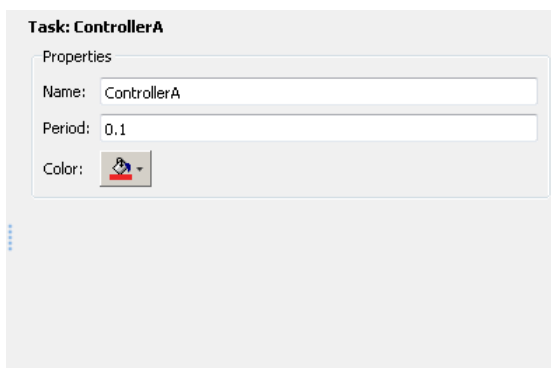 Task: ControllerA
Properties
Name: ControllerA
Period: 0.1
Color: